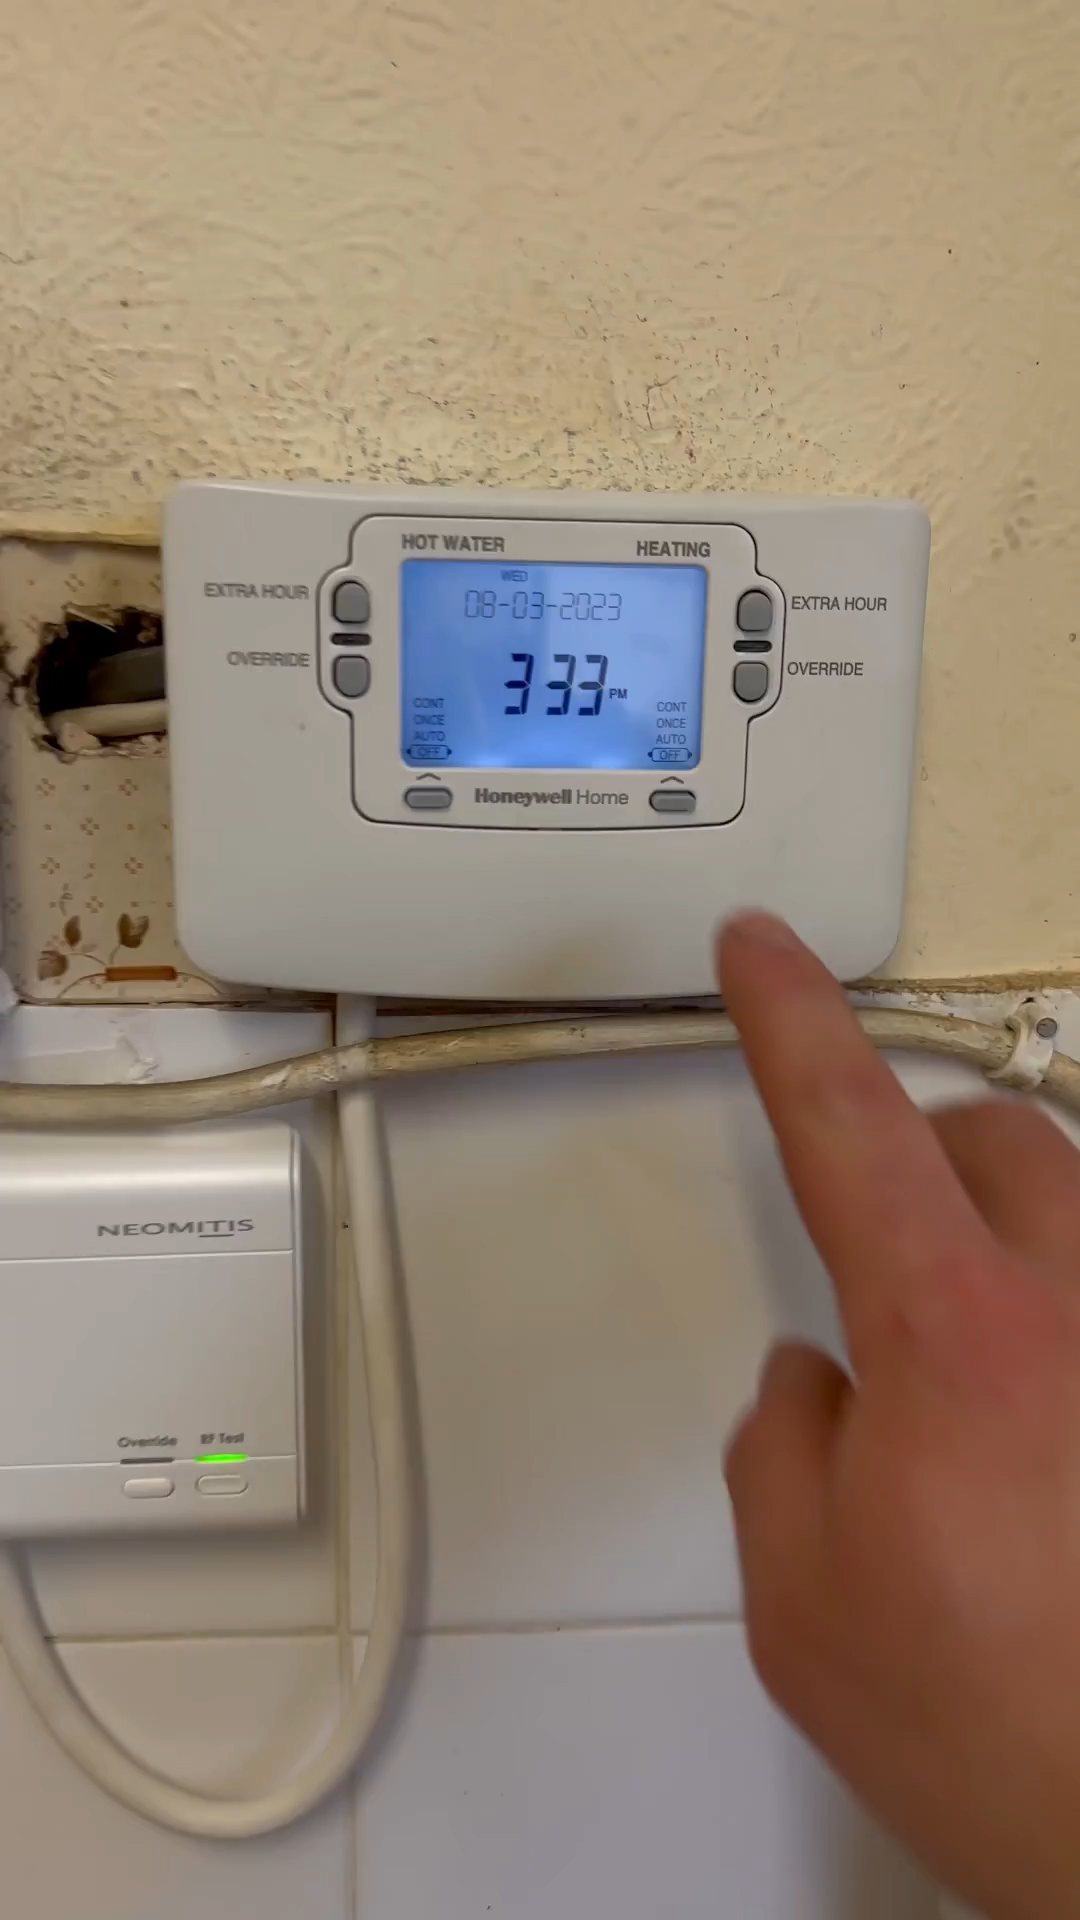 HOT WATER
HEATING
EXTRA HOUR
OVERRIDE
WED
08-03-2023
3 33 PM
CONT
ONCE
AUTO
OFF
CONT
ONCE
AUTO
OFF
EXTRA HOUR
OVERRIDE
Honeywell Home
NEOMITIS
Override RF Test